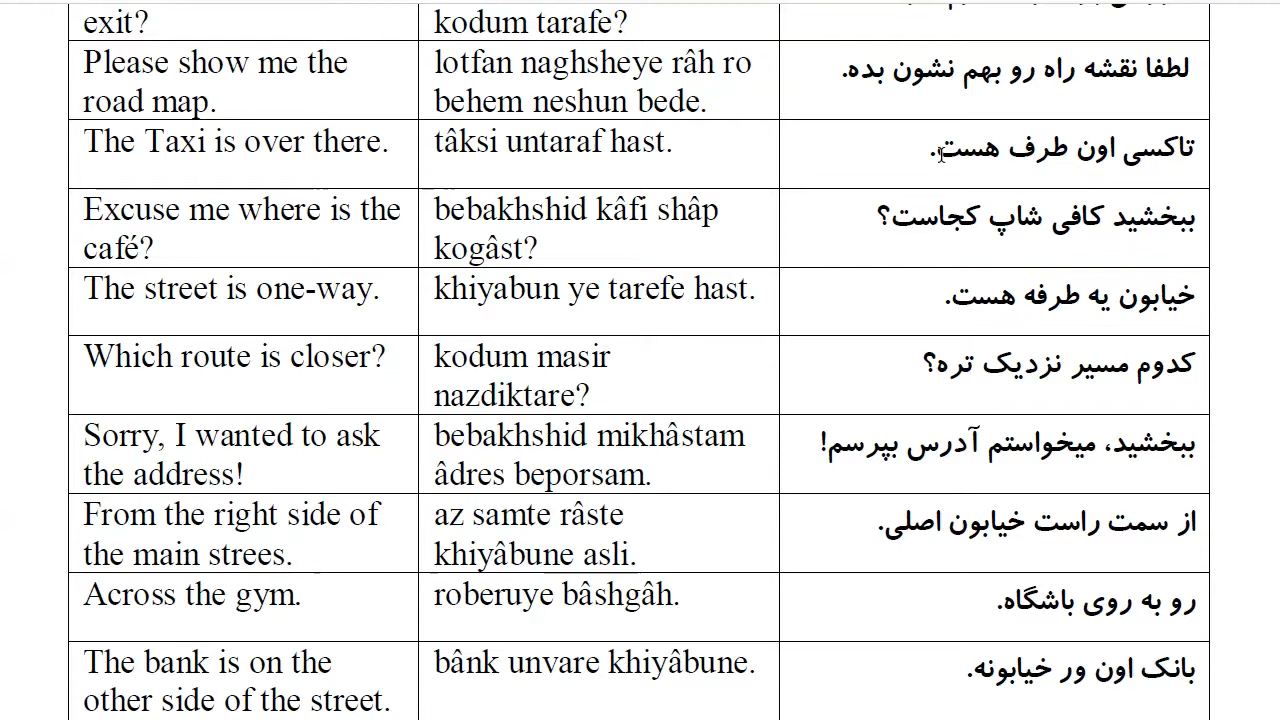 exit?
kodum tarafe?
Please show me the
road map.
lotfan naghsheye râh ro
behem neshun bede.
لطفا نقشه راه رو بهم نشون بده.
The Taxi is over there.
tâksi untaraf hast.
تاکسی اون طرف هست.
Excuse me where is the
café?
bebakhshid kâfi shâp
kogâst?
ببخشید کافی شاپ کجاست؟
The street is one-way.
khiyabun ye tarefe hast.
خیابون یه طرفه هست.
Which route is closer?
kodum masir
nazdiktare?
کدوم مسیر نزدیک تره؟
Sorry, I wanted to ask
the address!
bebakhshid mikhâstam
âdres beporsam.
ببخشید، میخواستم آدرس بپرسم!
From the right side of
the main strees.
az samte râste
khiyâbune asli.
از سمت راست خیابون اصلی.
Across the gym.
roberuye bâshgâh.
رو به روی باشگاه.
The bank is on the
other side of the street.
bânk unvare khiyâbune.
بانک اون ور خیابونه.